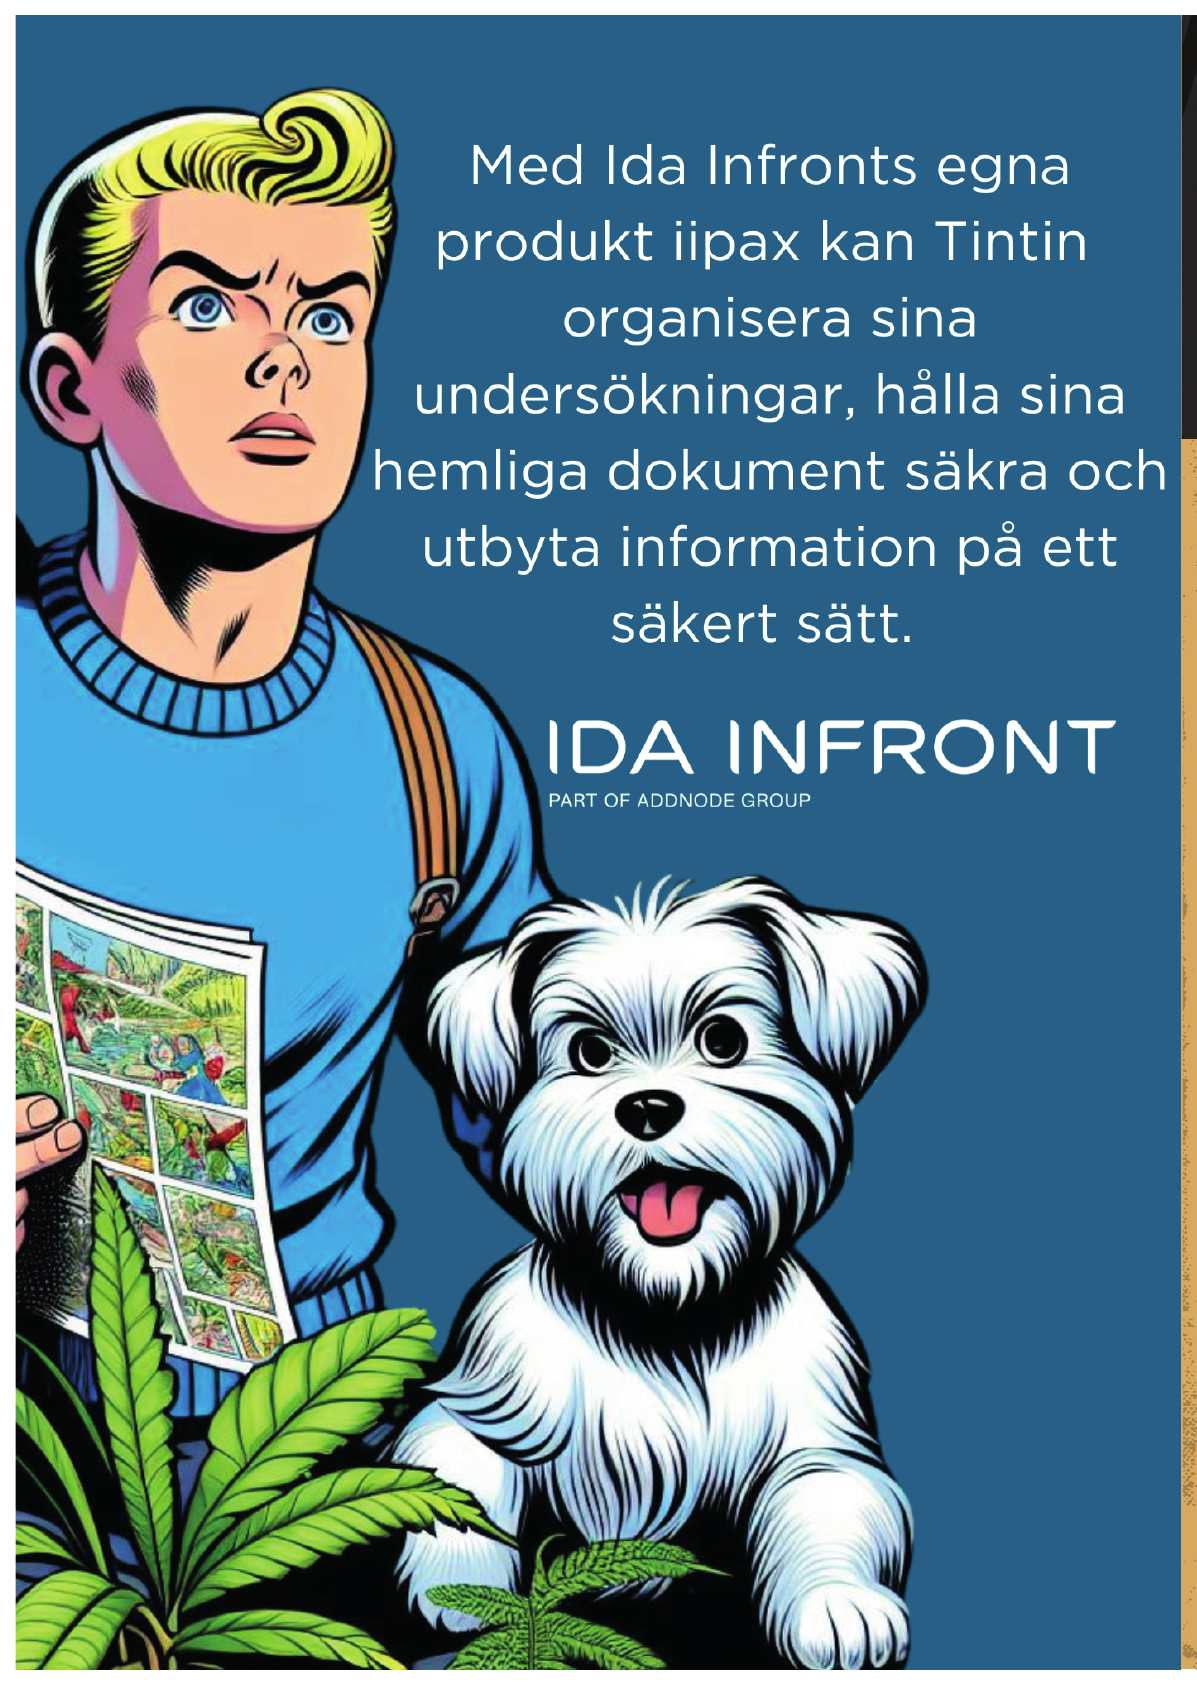 Med Ida Infronts egna
produkt iipax kan Tintin
organisera sina
undersökningar, hålla sina
hemliga dokument säkra och
utbyta information på ett
säkert sätt.
IDA INFRONT
PART OF ADDNODE GROUP